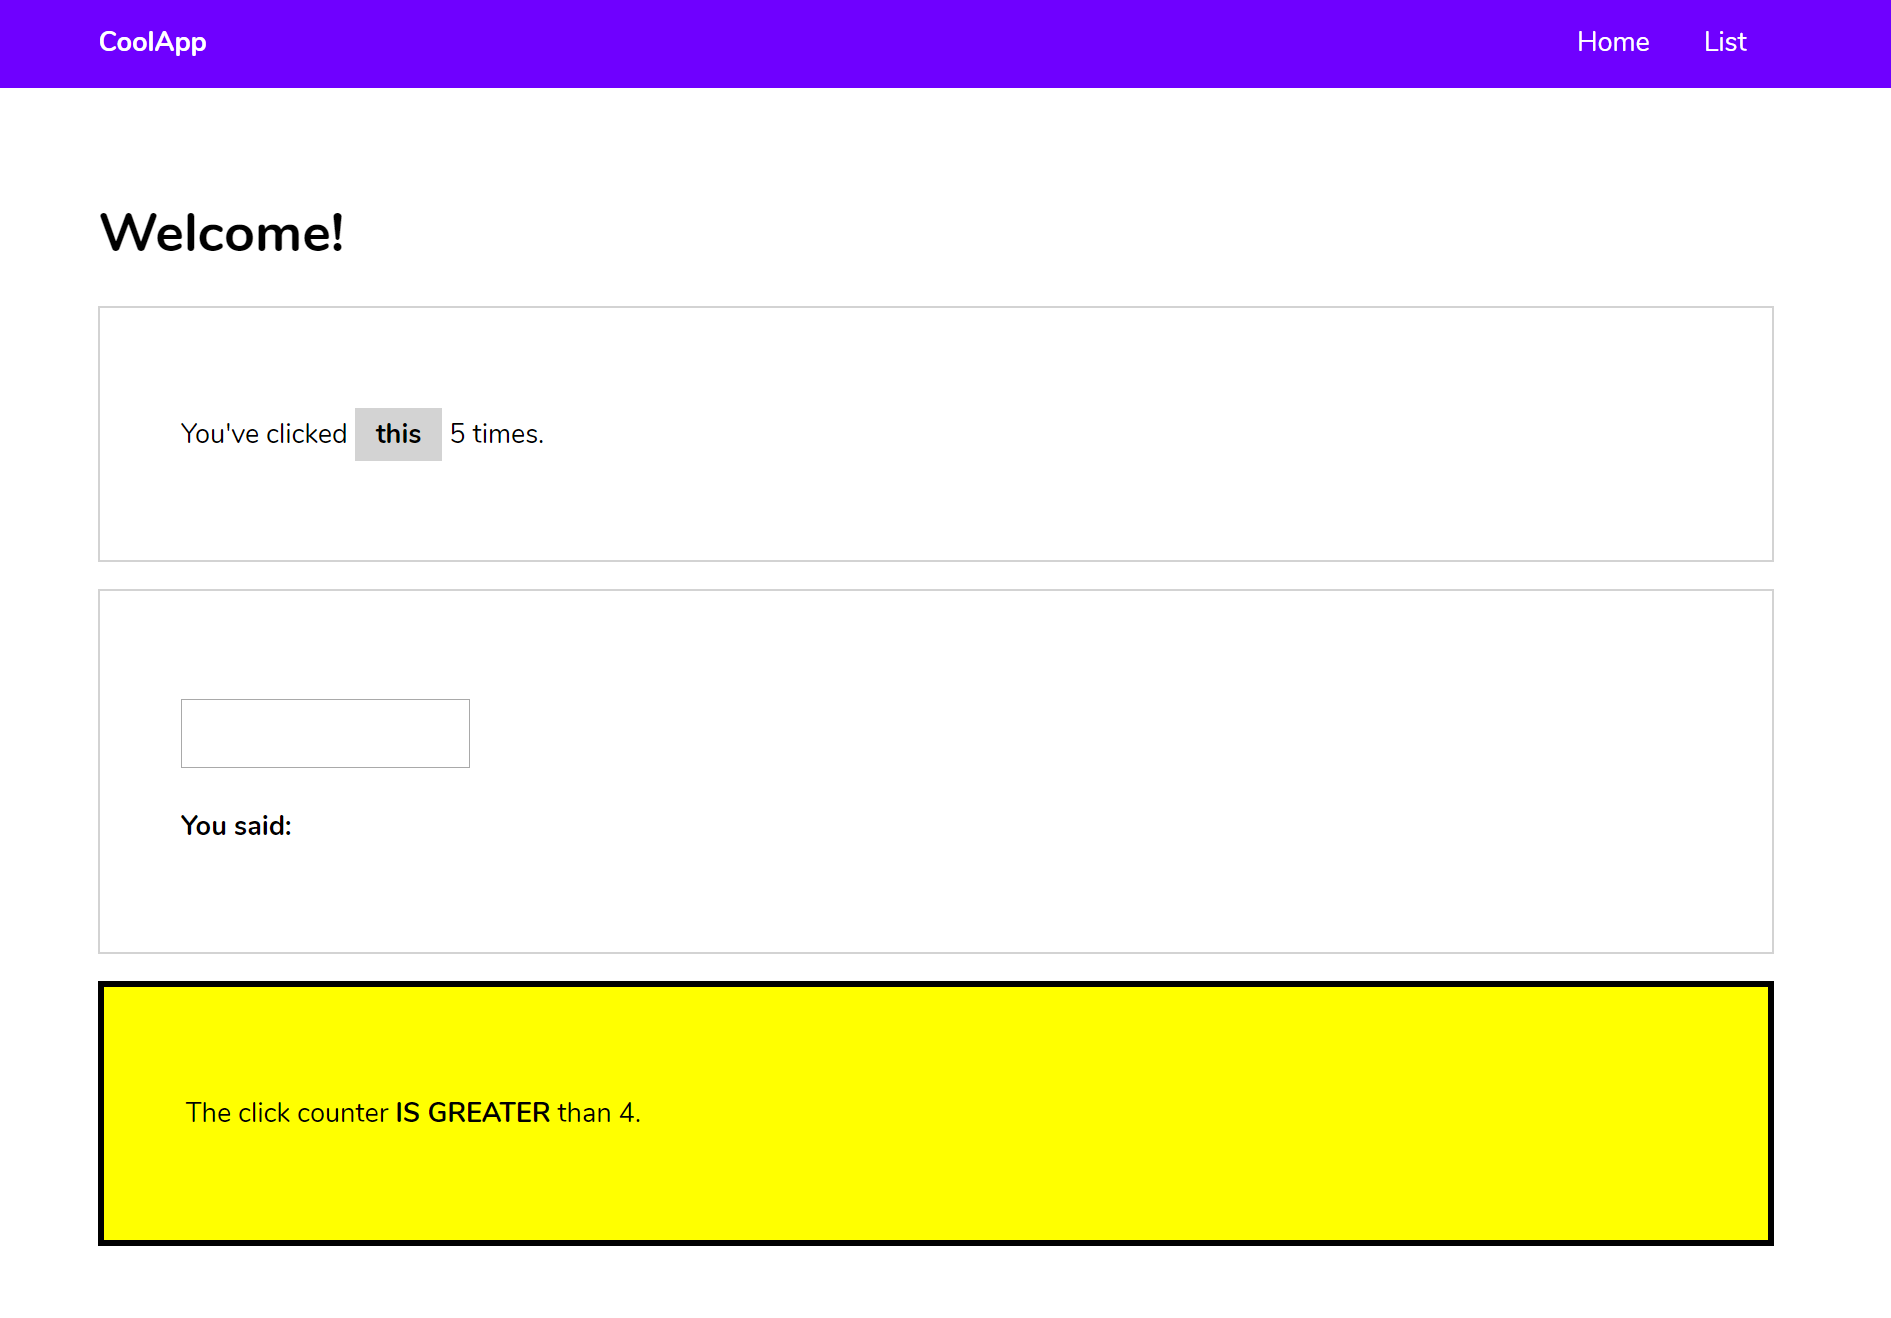 CoolApp Home List
Welcome!
You've clicked this 5 times.
You said:
The click counter IS GREATER than 4.